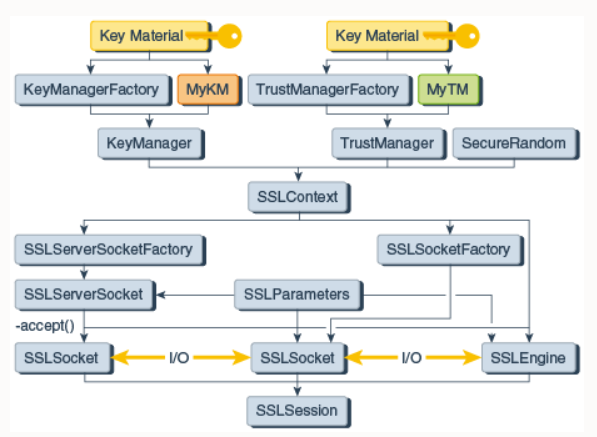 Key Material
Key Material
KeyManagerFactory
MyKM
TrustManagerFactory
MyTM
KeyManager
TrustManager
SecureRandom
SSLContext
SSLServerSocketFactory
SSLSocketFactory
SSLServerSocket
SSLParameters
-accept()
SSLSocket
I/O
SSLSocket
I/O
SSLEngine
SSLSession